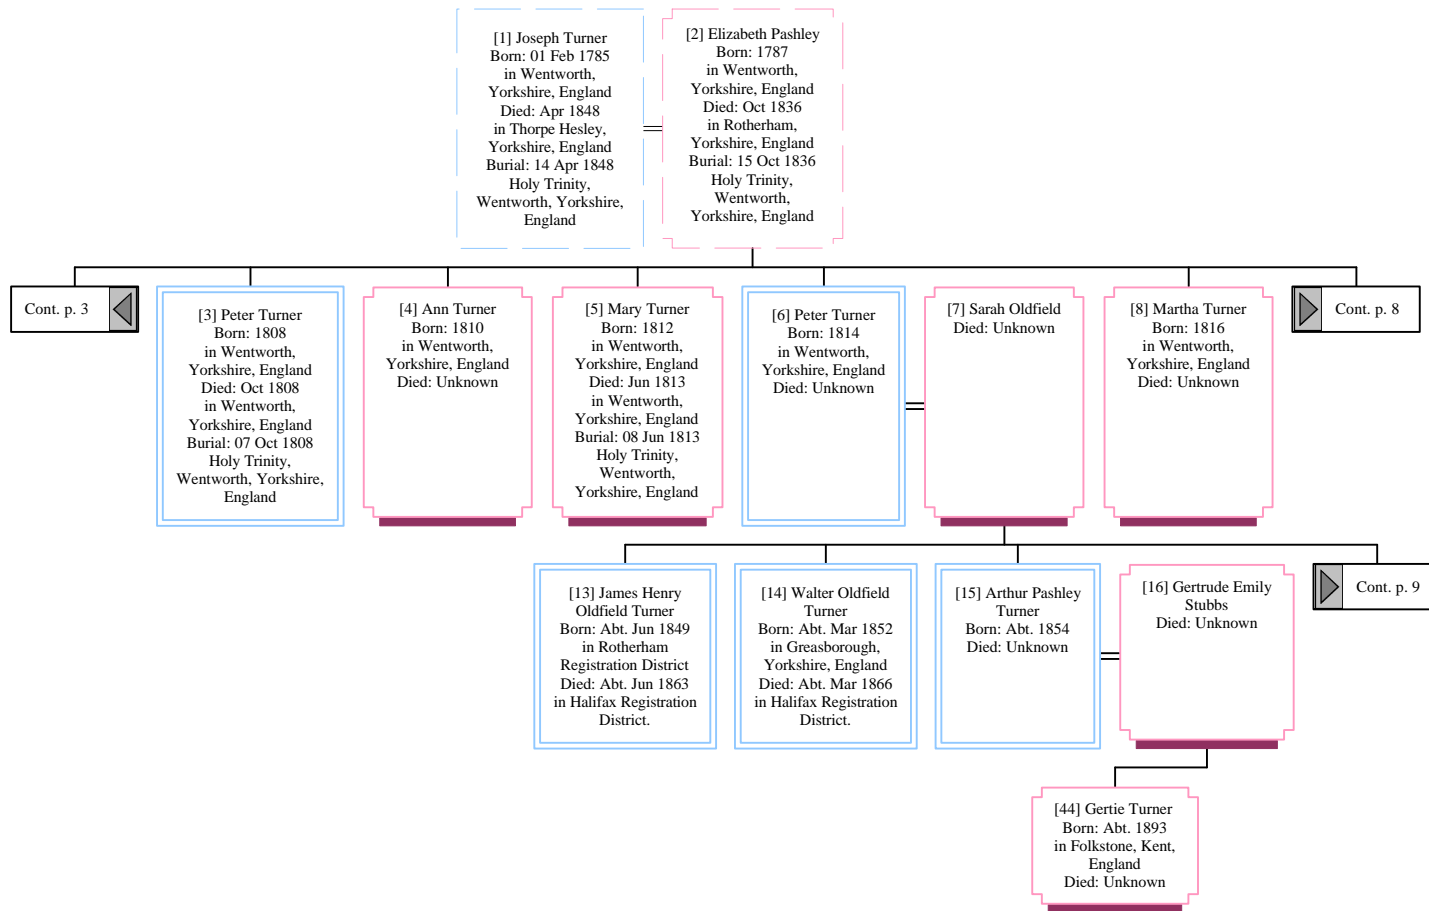 [1] Joseph Turner
Born: 01 Feb 1785
in Wentworth,
Yorkshire, England
Died: Apr 1848
in Thorpe Hesley,
Yorkshire, England
Burial: 14 Apr 1848
Holy Trinity,
Wentworth, Yorkshire,
England
[2] Elizabeth Pashley
Born: 1787
in Wentworth,
Yorkshire, England
Died: Oct 1836
in Rotherham,
Yorkshire, England
Burial: 15 Oct 1836
Holy Trinity,
Wentworth,
Yorkshire, England
Cont. p. 3
[3] Peter Turner
Born: 1808
in Wentworth,
Yorkshire, England
Died: Oct 1808
in Wentworth,
Yorkshire, England
Burial: 07 Oct 1808
Holy Trinity,
Wentworth, Yorkshire,
England
[4] Ann Turner
Born: 1810
in Wentworth,
Yorkshire, England
Died: Unknown
[5] Mary Turner
Born: 1812
in Wentworth,
Yorkshire, England
Died: Jun 1813
in Wentworth,
Yorkshire, England
Burial: 08 Jun 1813
Holy Trinity,
Wentworth,
Yorkshire, England
[6] Peter Turner
Born: 1814
in Wentworth,
Yorkshire, England
Died: Unknown
[7] Sarah Oldfield
Died: Unknown
[8] Martha Turner
Born: 1816
in Wentworth,
Yorkshire, England
Died: Unknown
Cont. p. 8
[13] James Henry
Oldfield Turner
Born: Abt. Jun 1849
in Rotherham
Registration District
Died: Abt. Jun 1863
in Halifax Registration
District.
[14] Walter Oldfield
Turner
Born: Abt. Mar 1852
in Greasborough,
Yorkshire, England
Died: Abt. Mar 1866
in Halifax Registration
District.
[15] Arthur Pashley
Turner
Born: Abt. 1854
Died: Unknown
[16] Gertrude Emily
Stubbs
Died: Unknown
Cont. p. 9
[44] Gertie Turner
Born: Abt. 1893
in Folkstone, Kent,
England
Died: Unknown